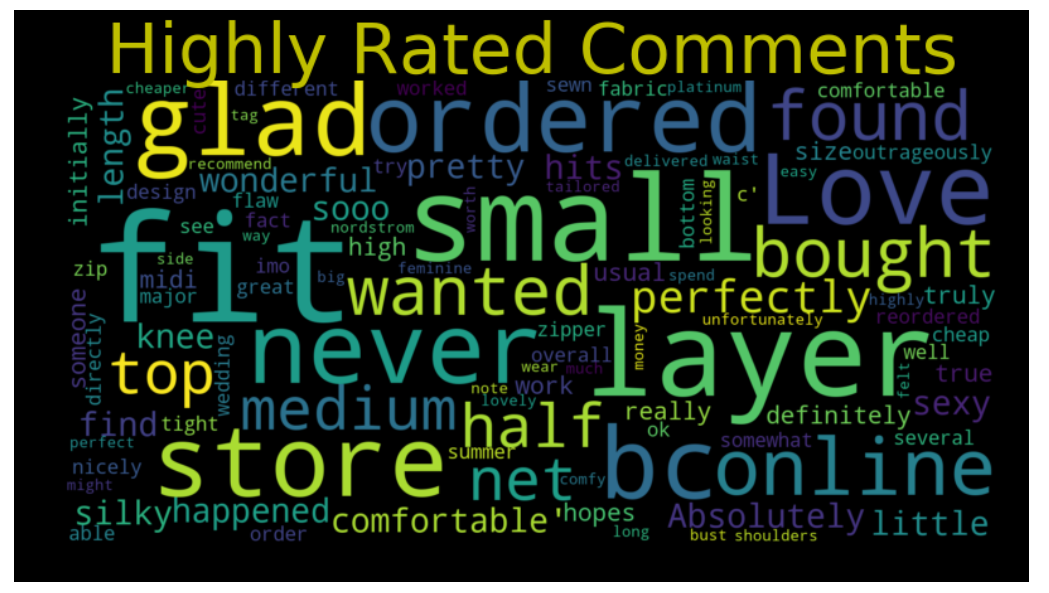 Highly Rated Comments
cheaper different worked sewn fabric platinum comfortable
initially length glad cute tag ordered found
recommend try pretty hits delivered waist size outrageously
design wonderful tailored easy
flaw sooo worth small bottom looking c' Love
see fact nordstrom high
way fit bought
zip side imo big feminine usual spend
midi great wanted perfectly highly truly
major unfortunately reordered
someone directly knee never zipper layer cheap
top wedding overall money well
wear much felt true
note work
find tight medium lovely half really definitely sexy
ok
perfect store summer bc somewhat online several
nicely net comfy
might
silky happened comfortable' hopes Absolutely little
able order long bust shoulders